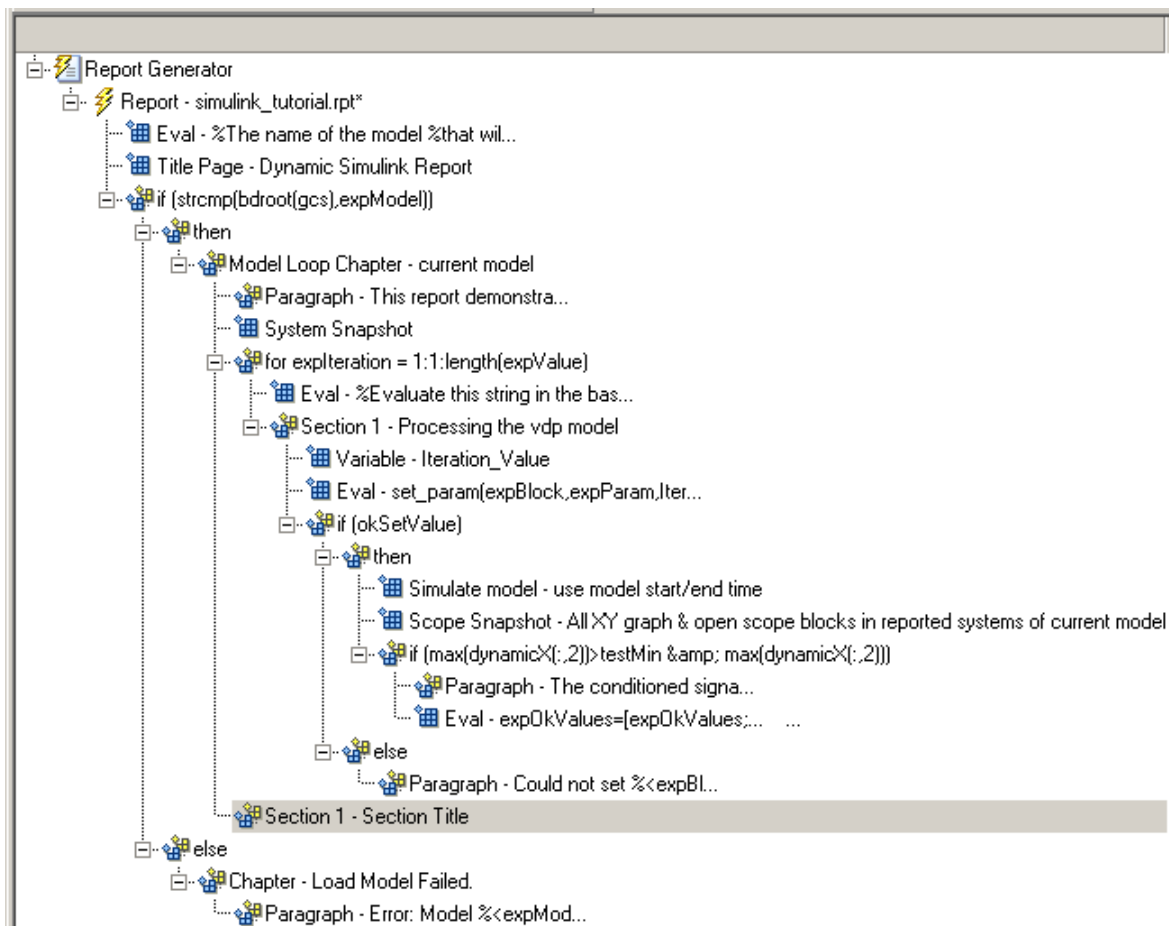 Report Generator
Report - simulink_tutorial.rpt*
Eval - %The name of the model %that wil...
Title Page - Dynamic Simulink Report
if (strcmp(bdroot(gcs),expModel))
then
Model Loop Chapter - current model
Paragraph - This report demonstra...
System Snapshot
for expIteration = 1:1:length(expValue)
Eval - %Evaluate this string in the bas...
Section 1 - Processing the vdp model
Variable - Iteration_Value
Eval - set_param(expBlock,expParam,Iter...
if (okSetValue)
then
Simulate model - use model start/end time
Scope Snapshot - All XY graph & open scope blocks in reported systems of current model
if (max(dynamicX(:,2))>testMin &amp; max(dynamicX(:,2)))
Paragraph - The conditioned signa...
Eval - expOkValues=[expOkValues;... ...
else
Paragraph - Could not set %<expBl...
Section 1 - Section Title
else
Chapter - Load Model Failed.
Paragraph - Error: Model %<expMod...